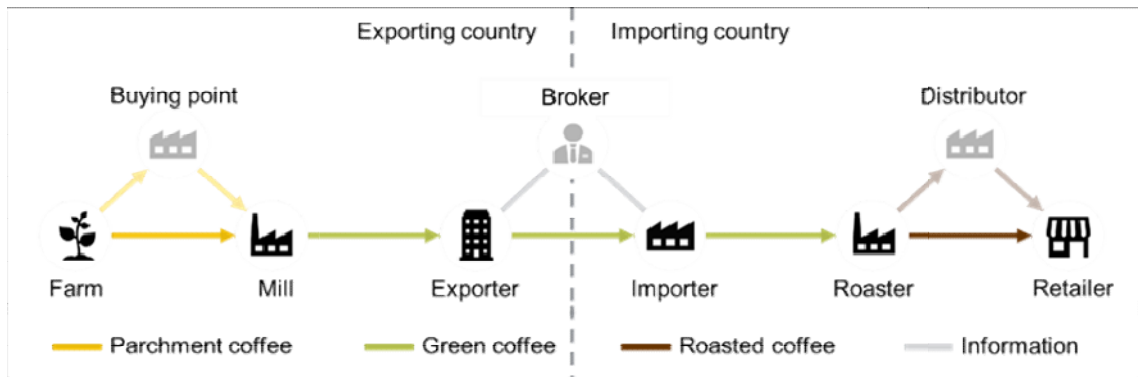 Exporting country Importing country
Buying point Broker Distributor
Farm Mill Exporter Importer Roaster Retailer
Parchment coffee Green coffee Roasted coffee Information